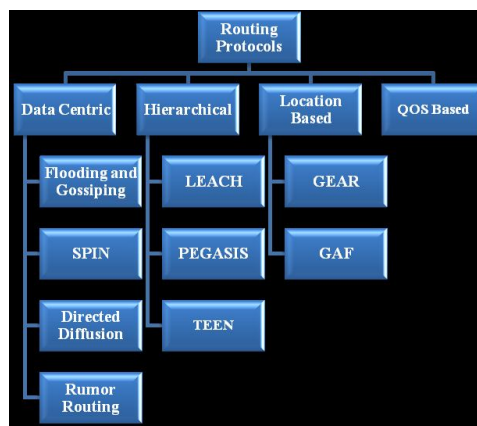 Routing
Protocols
Data Centric
Hierarchical
Location
Based
QOS Based
Flooding and
Gossiping
LEACH
GEAR
SPIN
PEGASIS
GAF
Directed
Diffusion
TEEN
Rumor
Routing